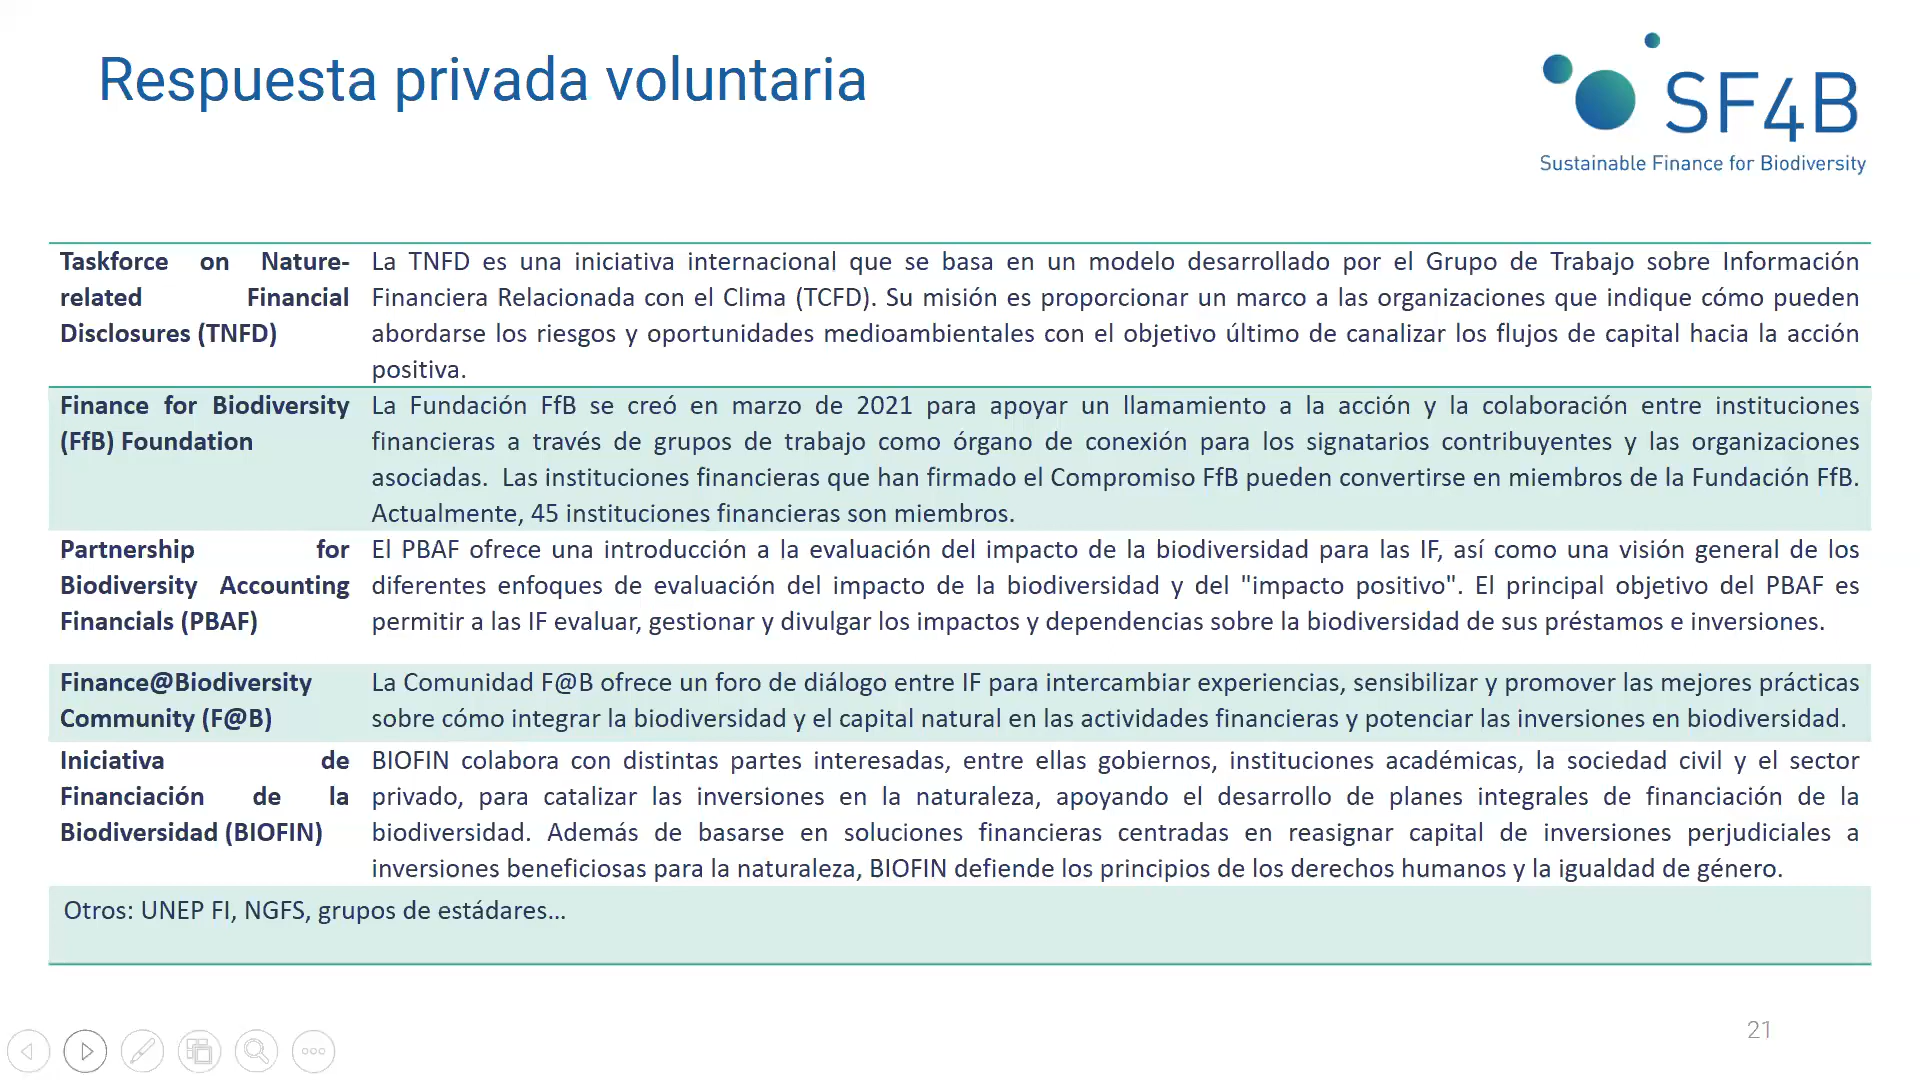 Respuesta privada voluntaria
SF4B
Sustainable Finance for Biodiversity
Taskforce on Nature-
related Financial
Disclosures (TNFD)
La TNFD es una iniciativa internacional que se basa en un modelo desarrollado por el Grupo de Trabajo sobre Información
Financiera Relacionada con el Clima (TCFD). Su misión es proporcionar un marco a las organizaciones que indique cómo pueden
abordarse los riesgos y oportunidades medioambientales con el objetivo último de canalizar los flujos de capital hacia la acción
positiva.
Finance for Biodiversity
(FfB) Foundation
La Fundación FfB se creó en marzo de 2021 para apoyar un llamamiento a la acción y la colaboración entre instituciones
financieras a través de grupos de trabajo como órgano de conexión para los signatarios contribuyentes y las organizaciones
asociadas. Las instituciones financieras que han firmado el Compromiso FfB pueden convertirse en miembros de la Fundación FfB.
Actualmente, 45 instituciones financieras son miembros.
Partnership for
Biodiversity Accounting
Financials (PBAF)
El PBAF ofrece una introducción a la evaluación del impacto de la biodiversidad para las IF, así como una visión general de los
diferentes enfoques de evaluación del impacto de la biodiversidad y del "impacto positivo". El principal objetivo del PBAF es
permitir a las IF evaluar, gestionar y divulgar los impactos y dependencias sobre la biodiversidad de sus préstamos e inversiones.
Finance@Biodiversity
Community (F@B)
La Comunidad F@B ofrece un foro de diálogo entre IF para intercambiar experiencias, sensibilizar y promover las mejores prácticas
sobre cómo integrar la biodiversidad y el capital natural en las actividades financieras y potenciar las inversiones en biodiversidad.
Iniciativa de
Financiación de la
Biodiversidad (BIOFIN)
BIOFIN colabora con distintas partes interesadas, entre ellas gobiernos, instituciones académicas, la sociedad civil y el sector
privado, para catalizar las inversiones en la naturaleza, apoyando el desarrollo de planes integrales de financiación de la
biodiversidad. Además de basarse en soluciones financieras centradas en reasignar capital de inversiones perjudiciales a
inversiones beneficiosas para la naturaleza, BIOFIN defiende los principios de los derechos humanos y la igualdad de género.
Otros: UNEP FI, NGFS, grupos de estádares...
21